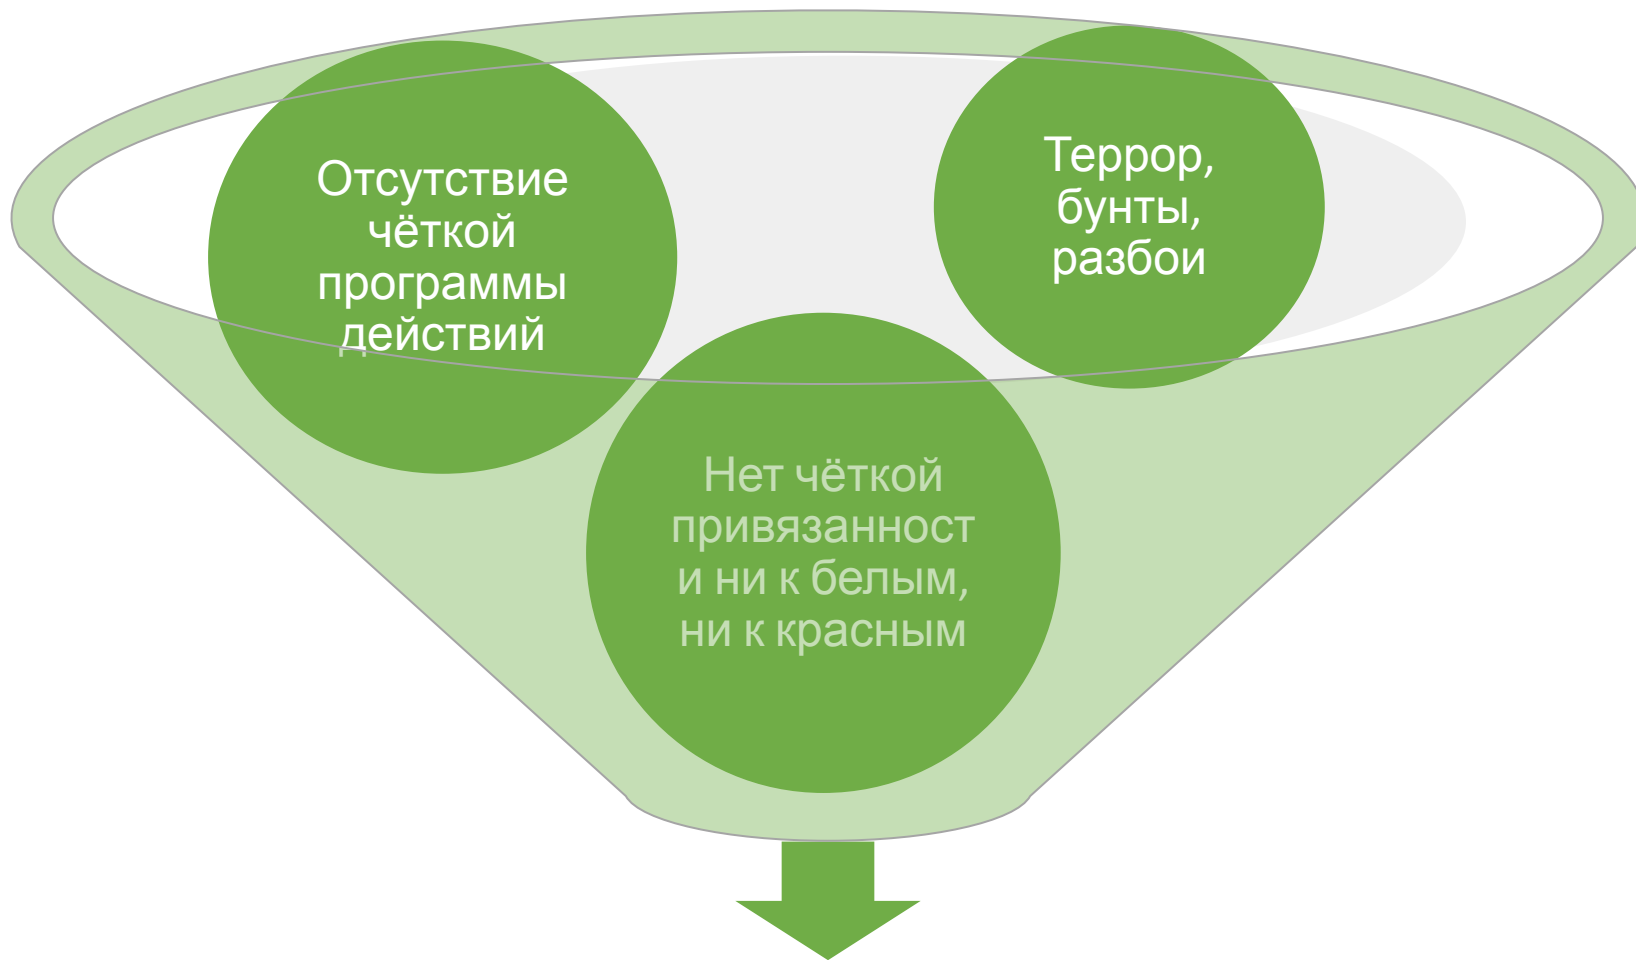 Отсутствие
чёткой
программы
действий
Террор,
бунты,
разбои
Нет чёткой
привязанност
и ни к белым,
ни к красным